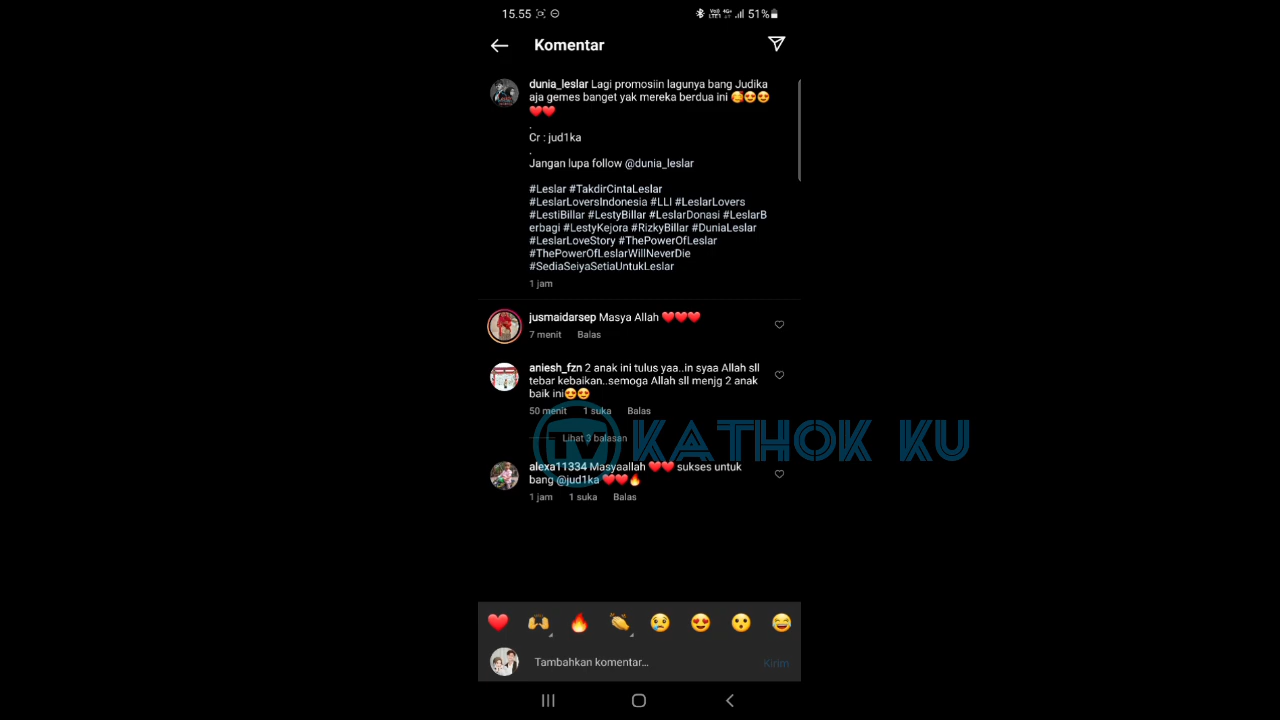 15.55 51%
Komentar
dunia_leslar Lagi promosiin lagunya bang Judika
aja gemes banget yak mereka berdua ini 🥰😍😍
❤️❤️
.
Cr : jud1ka
.
Jangan lupa follow @dunia_leslar
#Leslar #TakdirCintaLeslar
#LeslarLoversIndonesia #LLI #LeslarLovers
#LestiBillar #LestyBillar #LeslarDonasi #LeslarB
erbagi #LestyKejora #RizkyBillar #DuniaLeslar
#LeslarLoveStory #ThePowerOfLeslar
#ThePowerOfLeslarWillNeverDie
#SediaSeiyaSetiaUntukLeslar
1 jam
jusmaidarsep Masya Allah ❤️❤️❤️
7 menit Balas
aniesh_fzn 2 anak ini tulus yaa..in syaa Allah sll
tebar kebaikan..semoga Allah sll menjg 2 anak
baik ini😍😍
50 menit 1 suka Balas
Lihat 3 balasan
TV KATHOK KU
alexa11334 Masyaallah ❤️❤️ sukses untuk
bang @jud1ka ❤️❤️🔥
1 jam 1 suka Balas
❤️🙌🔥👏😢😍😮😂
Tambahkan komentar...
Kirim